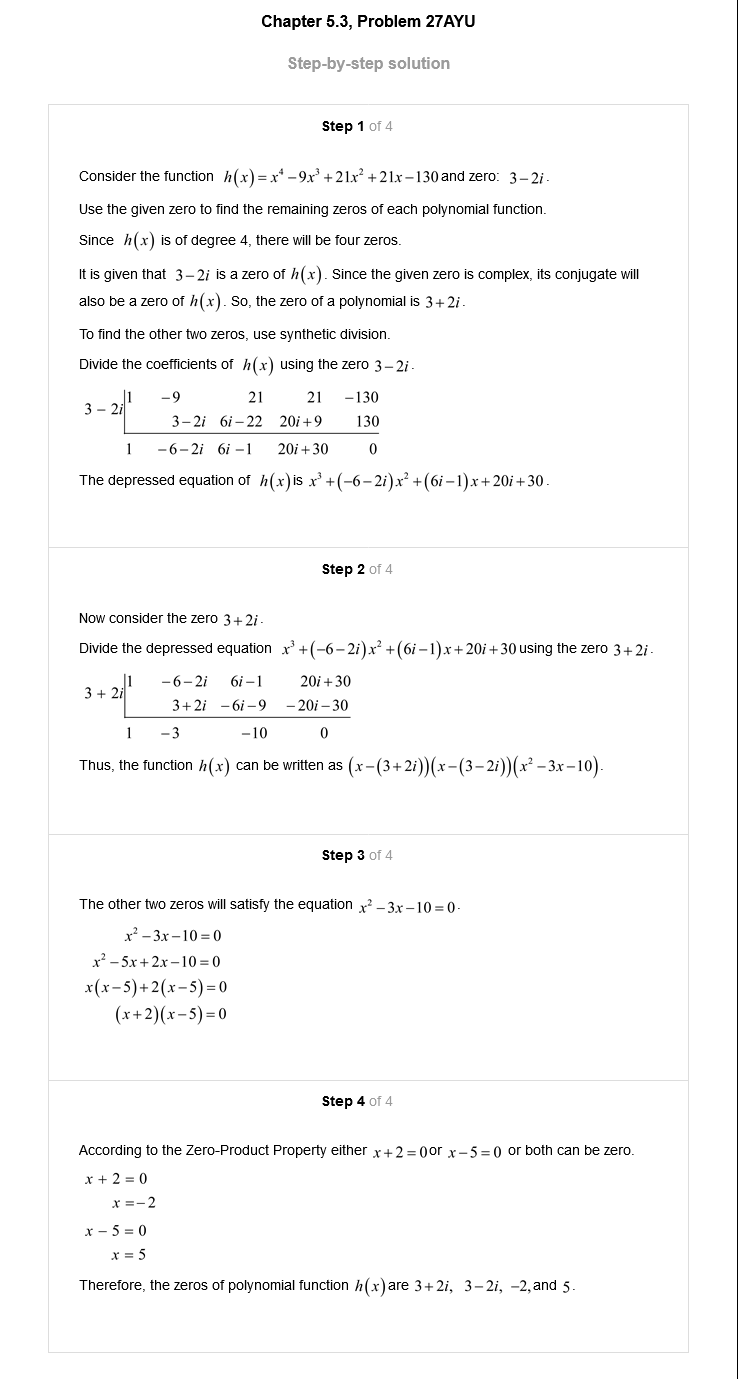 Chapter 5.3, Problem 27AYU
Step-by-step solution
Step 1 of 4
Consider the function h(x) = x⁴ − 9x³ + 21x² + 21x − 130 and zero: 3 − 2i.
Use the given zero to find the remaining zeros of each polynomial function.
Since h(x) is of degree 4, there will be four zeros.
It is given that 3 − 2i is a zero of h(x). Since the given zero is complex, its conjugate will
also be a zero of h(x). So, the zero of a polynomial is 3 + 2i.
To find the other two zeros, use synthetic division.
Divide the coefficients of h(x) using the zero 3 − 2i.
3 − 2i| 1 −9 21 21 −130
3 − 2i 6i − 22 20i + 9 130
1 −6 − 2i 6i − 1 20i + 30 0
The depressed equation of h(x) is x³ + (−6 − 2i)x² + (6i − 1)x + 20i + 30.
Step 2 of 4
Now consider the zero 3 + 2i.
Divide the depressed equation x³ + (−6 − 2i)x² + (6i − 1)x + 20i + 30 using the zero 3 + 2i.
3 + 2i| 1 −6 − 2i 6i − 1 20i + 30
3 + 2i −6i − 9 −20i − 30
1 −3 −10 0
Thus, the function h(x) can be written as (x − (3 + 2i))(x − (3 − 2i))(x² − 3x − 10).
Step 3 of 4
The other two zeros will satisfy the equation x² − 3x − 10 = 0.
x² − 3x − 10 = 0
x² − 5x + 2x − 10 = 0
x(x − 5) + 2(x − 5) = 0
(x + 2)(x − 5) = 0
Step 4 of 4
According to the Zero-Product Property either x + 2 = 0 or x − 5 = 0 or both can be zero.
x + 2 = 0
x = −2
x − 5 = 0
x = 5
Therefore, the zeros of polynomial function h(x) are 3 + 2i, 3 − 2i, −2, and 5.